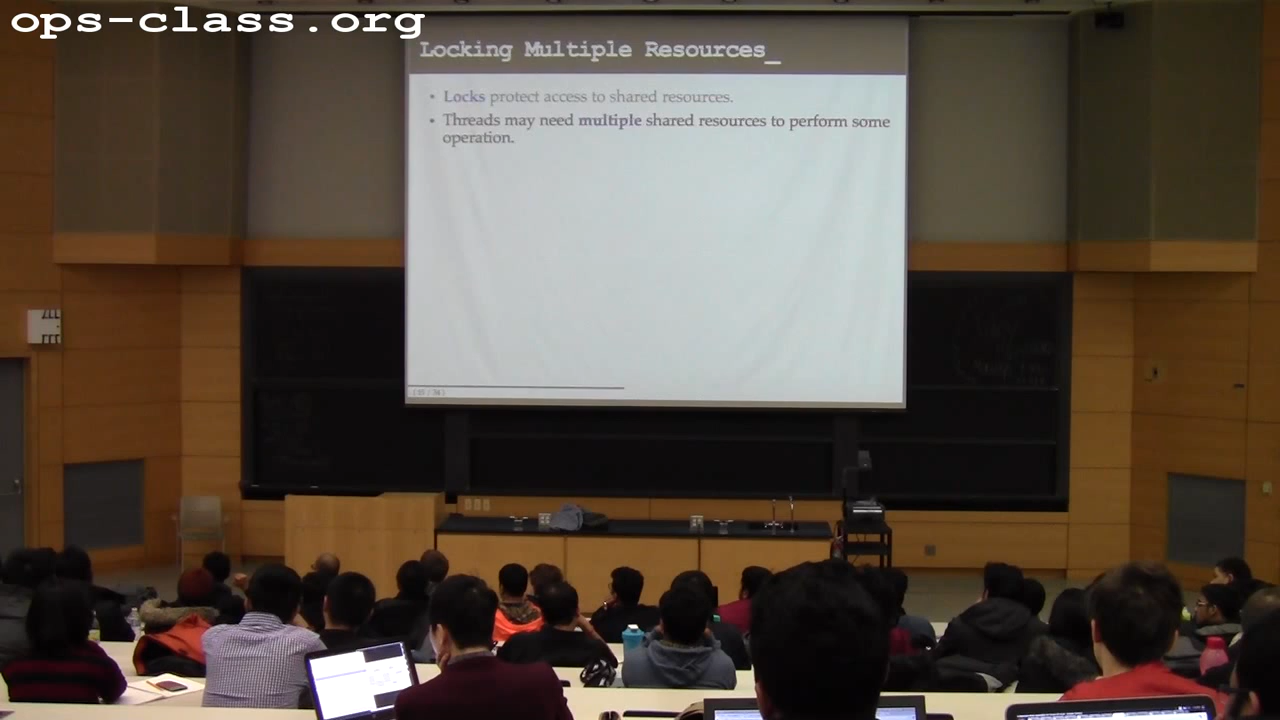 ops-class.org
Locking Multiple Resources_
• Locks protect access to shared resources.
• Threads may need multiple shared resources to perform some
operation.